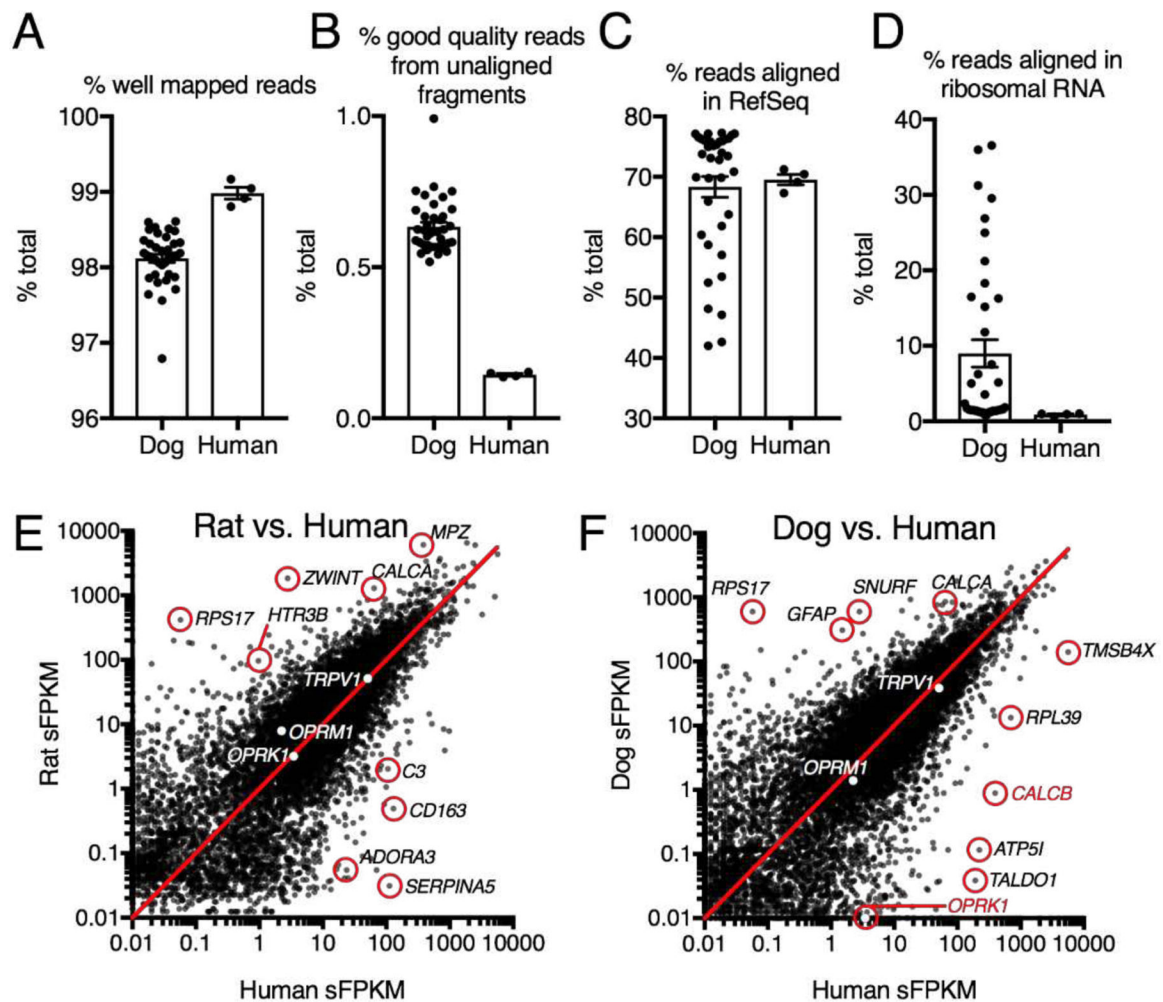 A
% well mapped reads
100
99
98
97
96
% total
Dog Human
B
% good quality reads
from unaligned
fragments
1.0
0.5
0.0
% total
Dog Human
C
% reads aligned
in RefSeq
80
70
60
50
40
30
% total
Dog Human
D
% reads aligned in
ribosomal RNA
40
30
20
10
0
% total
Dog Human
E
Rat vs. Human
10000
1000
100
10
1
0.1
0.01
Rat sFPKM
MPZ
ZWINT
CALCA
RPS17
HTR3B
TRPV1
OPRM1
OPRK1
C3
CD163
ADORA3
SERPINA5
0.01 0.1 1 10 100 1000 10000
Human sFPKM
F
Dog vs. Human
10000
1000
100
10
1
0.1
0.01
Dog sFPKM
RPS17
SNURF
CALCA
GFAP
TMSB4X
TRPV1
RPL39
OPRM1
CALCB
ATP5I
TALDO1
OPRK1
0.01 0.1 1 10 100 1000 10000
Human sFPKM